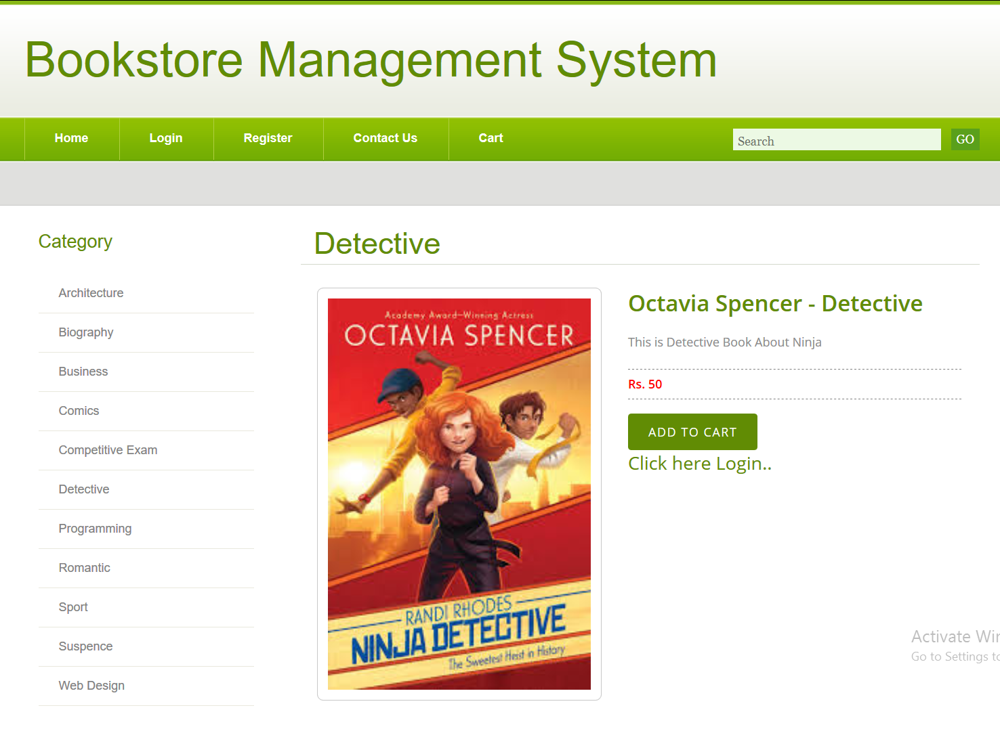 Bookstore Management System
Home Login Register Contact Us Cart Search GO
Category
Architecture
Biography
Business
Comics
Competitive Exam
Detective
Programming
Romantic
Sport
Suspence
Web Design
Detective
Academy Award–Winning Actress
OCTAVIA SPENCER
RANDI RHODES
NINJA DETECTIVE
The Sweetest Heist in History
Octavia Spencer - Detective
This is Detective Book About Ninja
Rs. 50
ADD TO CART
Click here Login..
Activate Win
Go to Settings to